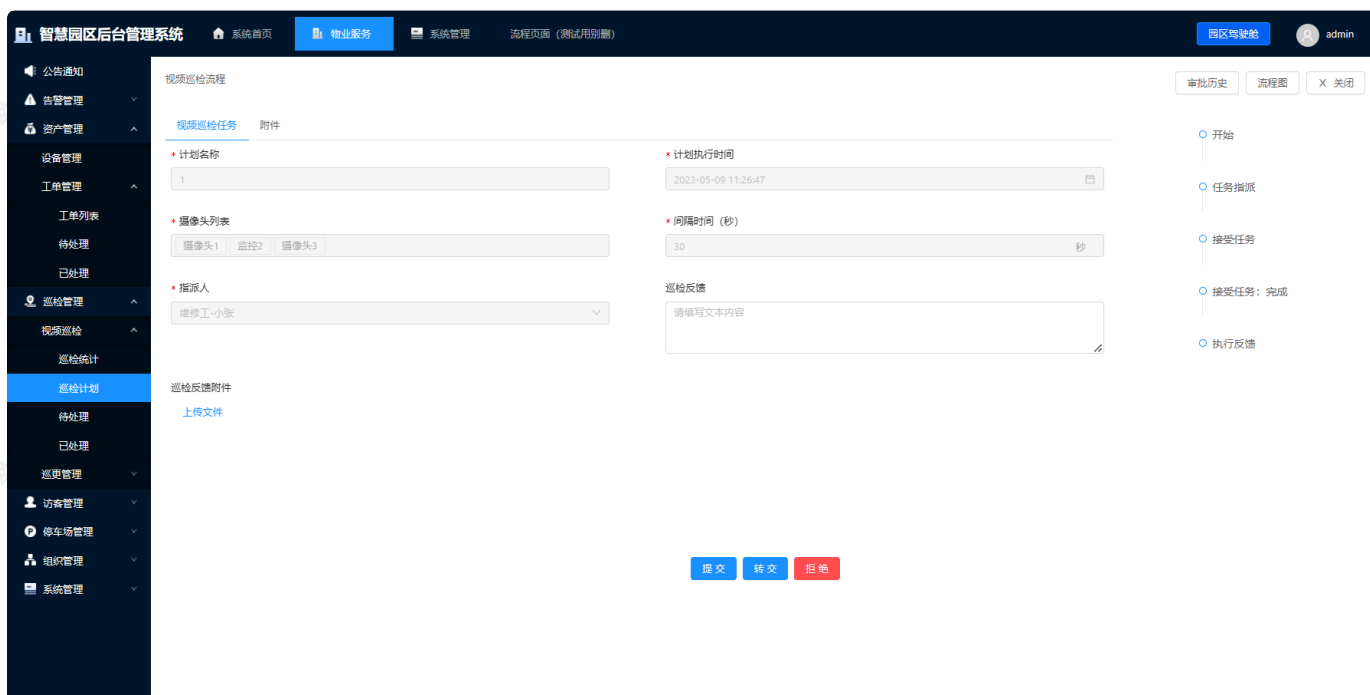 智慧园区后台管理系统 系统首页 物业服务 系统管理 流程页面（测试用别删） 园区驾驶舱 admin
公告通知
告警管理
资产管理
设备管理
工单管理
工单列表
待处理
已处理
巡检管理
视频巡检
巡检统计
巡检计划
待处理
已处理
巡更管理
访客管理
停车场管理
组织管理
系统管理
视频巡检流程
审批历史 流程图 X 关闭
视频巡检任务 附件
* 计划名称 * 计划执行时间
1 2023-05-09 11:26:47
* 摄像头列表 * 间隔时间（秒）
摄像头1 监控2 摄像头3 30 秒
* 指派人 巡检反馈
维修工-小张 请填写文本内容
巡检反馈附件
上传文件
提交 转交 拒绝
开始
任务指派
接受任务
接受任务：完成
执行反馈